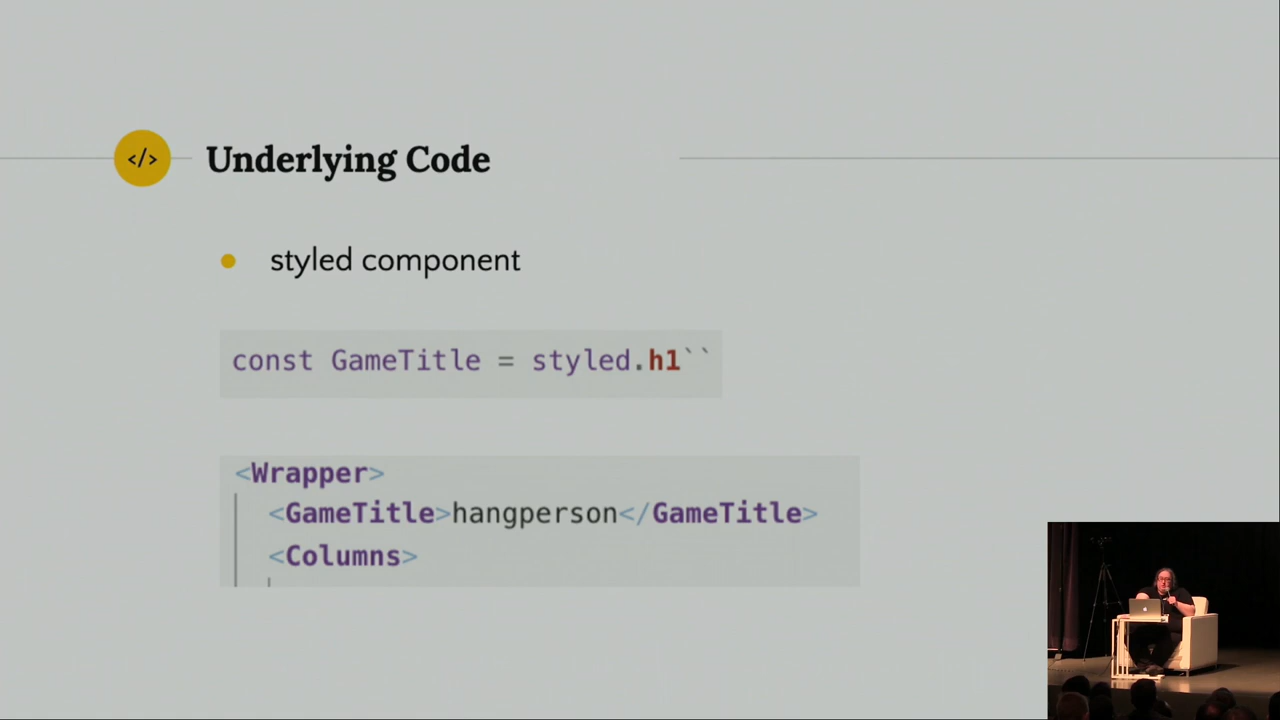 </>
Underlying Code
styled component
const GameTitle = styled.h1``
<Wrapper>
<GameTitle>hangperson</GameTitle>
<Columns>